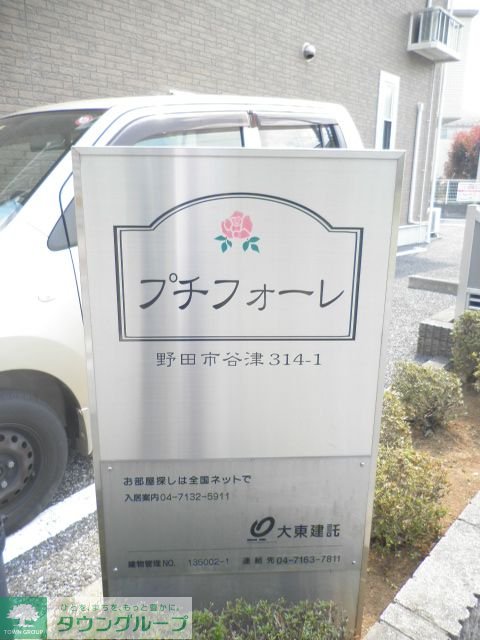 プチフォーレ
野田市谷津314-1
お部屋探しは全国ネットで
入居案内04-7132-5911
大東建託
建物管理NO. 135002-1 連絡先 04-7163-7811
ひとを、まちを、もっと豊かに。
TOWN GROUP タウングループ